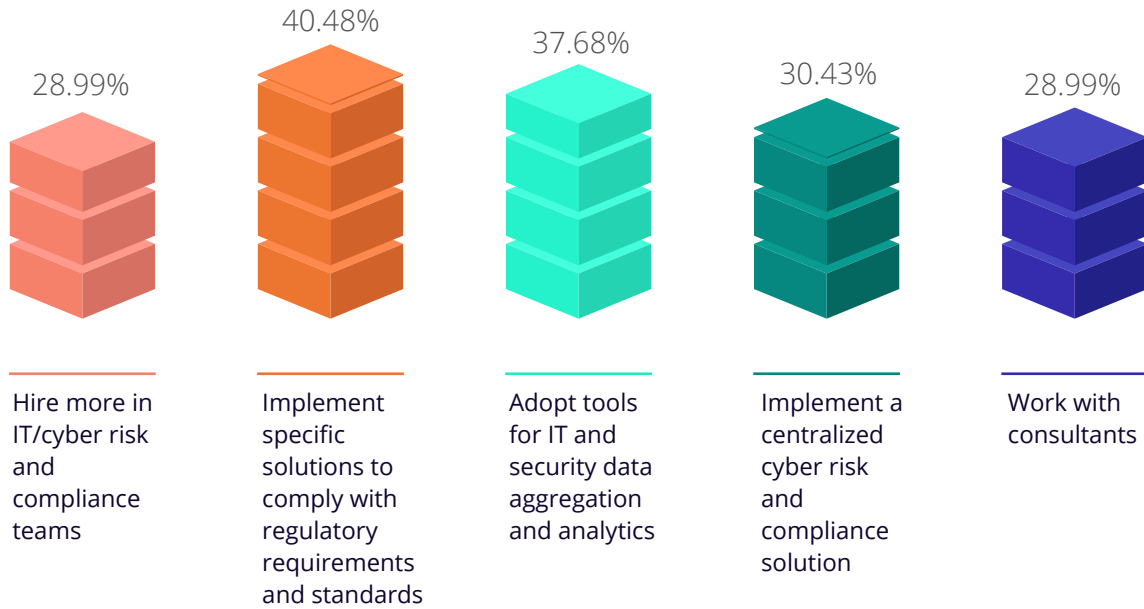 28.99%
40.48%
37.68%
30.43%
28.99%
Hire more in
IT/cyber risk
and
compliance
teams
Implement
specific
solutions to
comply with
regulatory
requirements
and standards
Adopt tools
for IT and
security data
aggregation
and analytics
Implement a
centralized
cyber risk
and
compliance
solution
Work with
consultants